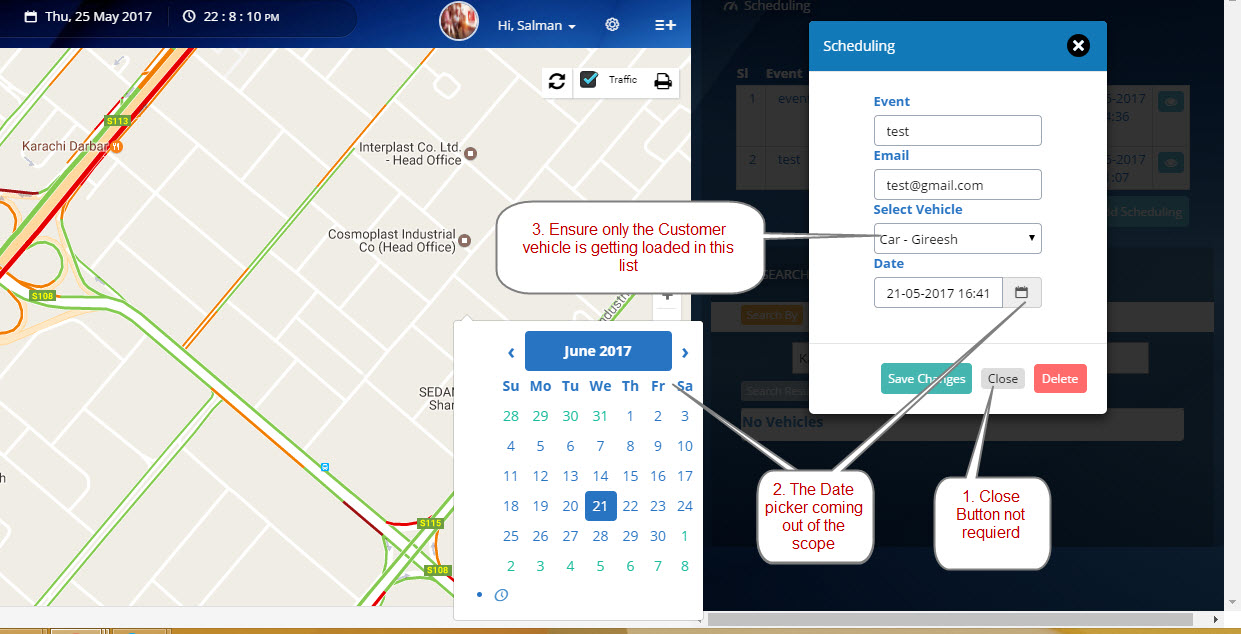 Thu, 25 May 2017
22 : 8 : 10 PM
Hi, Salman
Scheduling
Sl Event
1 even
5-2017
:36
2 test
5-2017
:07
d Scheduling
SEARCH
Search By
No Vehicles
Traffic
S113
Karachi Darbar
Interplast Co. Ltd.
- Head Office
Cosmoplast Industrial
Co (Head Office)
S108
SEDAN
Shar
S115
S108
Scheduling
Event
test
Email
test@gmail.com
Select Vehicle
Car - Gireesh
Date
21-05-2017 16:41
Save Changes
Close
Delete
3. Ensure only the Customer
vehicle is getting loaded in this
list
June 2017
Su Mo Tu We Th Fr Sa
28 29 30 31 1 2 3
4 5 6 7 8 9 10
11 12 13 14 15 16 17
18 19 20 21 22 23 24
25 26 27 28 29 30 1
2 3 4 5 6 7 8
2. The Date
picker coming
out of the
scope
1. Close
Button not
requierd